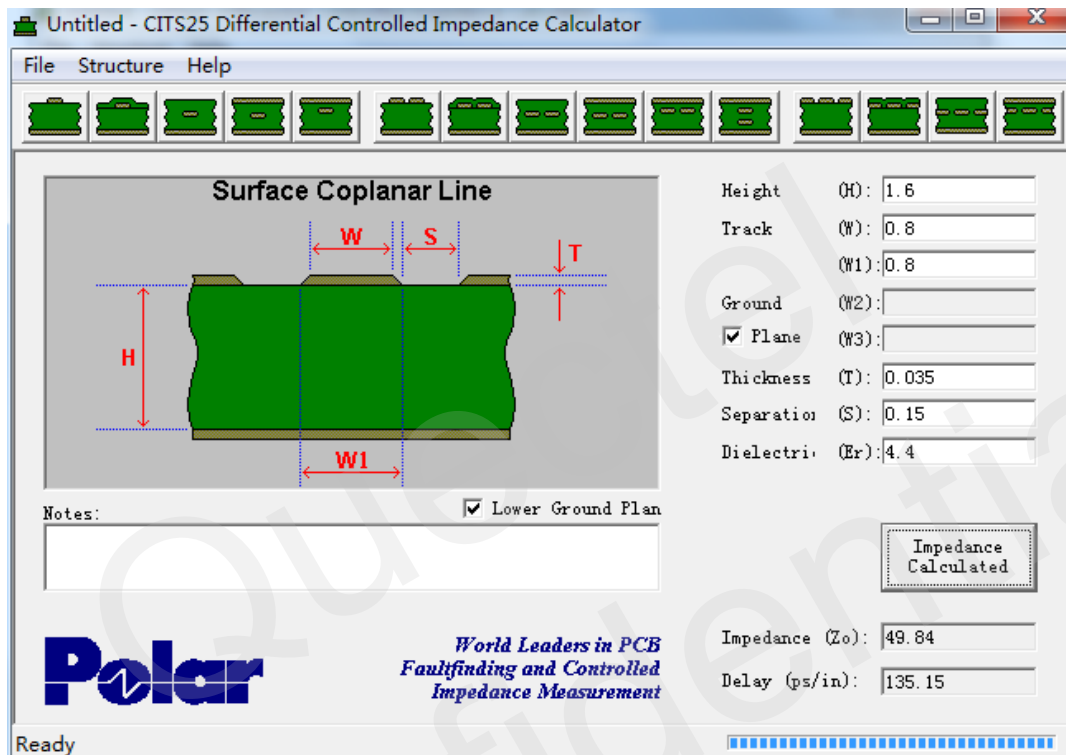 Untitled - CITS25 Differential Controlled Impedance Calculator
File Structure Help
Surface Coplanar Line
W
S
T
H
W1
Height (H): 1.6
Track (W): 0.8
(W1): 0.8
Ground (W2):
Plane (W3):
Thickness (T): 0.035
Separatio (S): 0.15
Dielectri (Er): 4.4
Notes:
Lower Ground Plan
Impedance
Calculated
Polar
World Leaders in PCB
Faultfinding and Controlled
Impedance Measurement
Impedance (Zo): 49.84
Delay (ps/in): 135.15
Ready
Quectel